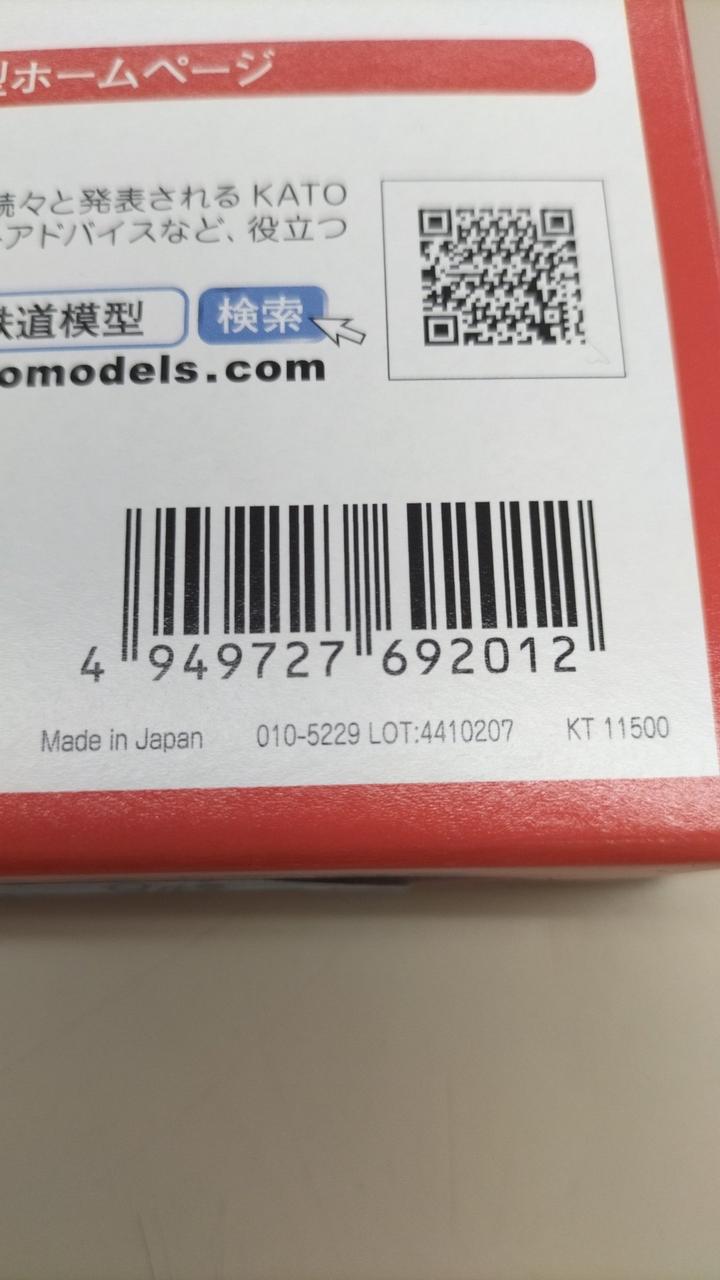 ホームページ
続々と発表される KATO
アドバイスなど、役立つ
鉄道模型 検索
omodels.com
4 949727 692012
Made in Japan 010-5229 LOT:4410207 KT 11500